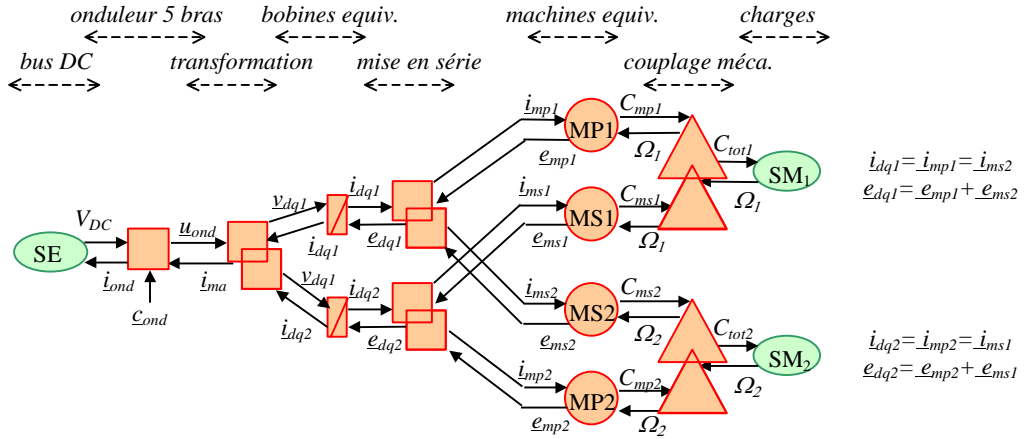 onduleur 5 bras
bobines equiv.
machines equiv.
charges
bus DC
transformation
mise en série
couplage méca.
i_mp1
MP1
C_mp1
e_mp1
Ω_1
C_tot1
SM_1
Ω_1
i_dq1= i_mp1= i_ms2
e_dq1= e_mp1+ e_ms2
i_dq1
v_dq1
i_ms1
MS1
C_ms1
e_ms1
Ω_1
e_dq1
i_dq1
V_DC
SE
u_ond
i_ond
i_ma
c_ond
v_dq1
i_dq2
i_dq2
e_dq2
i_ms2
MS2
C_ms2
e_ms2
Ω_2
C_tot2
SM_2
Ω_2
i_dq2= i_mp2= i_ms1
e_dq2= e_mp2+ e_ms1
i_mp2
MP2
C_mp2
e_mp2
Ω_2